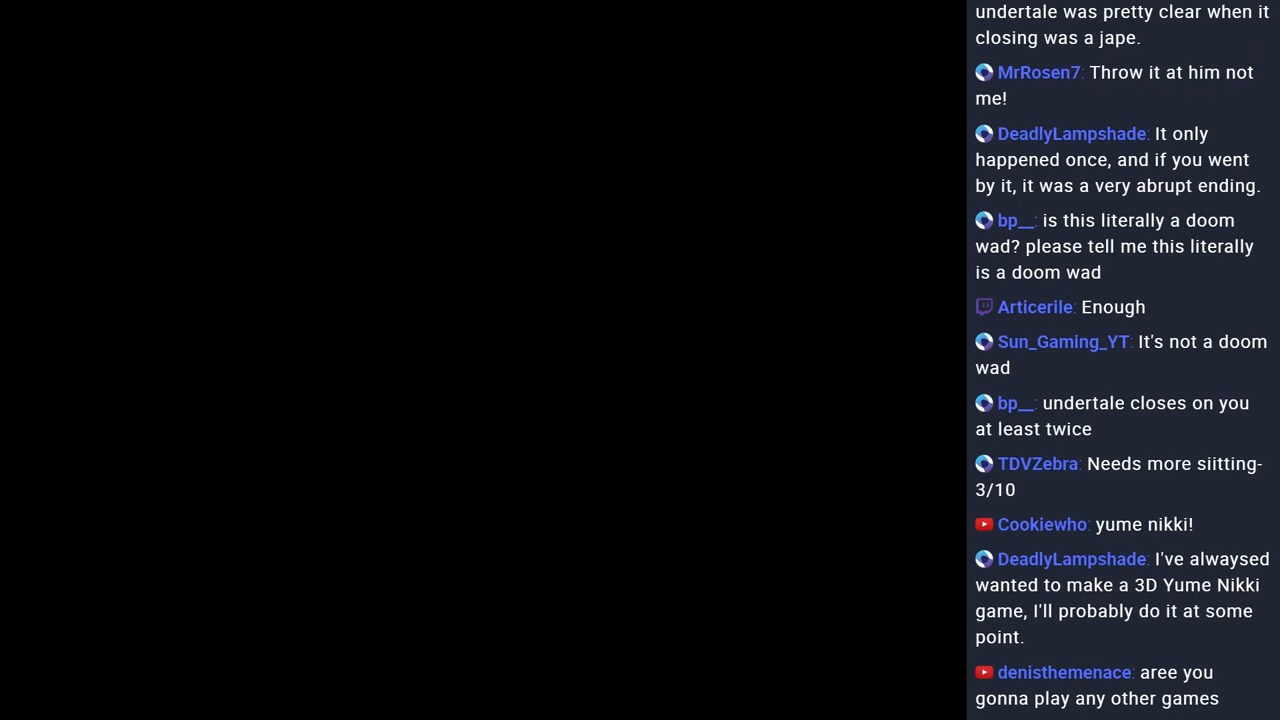 undertale was pretty clear when it
closing was a jape.
MrRosen7: Throw it at him not
me!
DeadlyLampshade: It only
happened once, and if you went
by it, it was a very abrupt ending.
bp__: is this literally a doom
wad? please tell me this literally
is a doom wad
Articerile: Enough
Sun_Gaming_YT: It's not a doom
wad
bp__: undertale closes on you
at least twice
TDVZebra: Needs more siitting-
3/10
Cookiewho: yume nikki!
DeadlyLampshade: I've alwaysed
wanted to make a 3D Yume Nikki
game, I'll probably do it at some
point.
denisthemenace: aree you
gonna play any other games